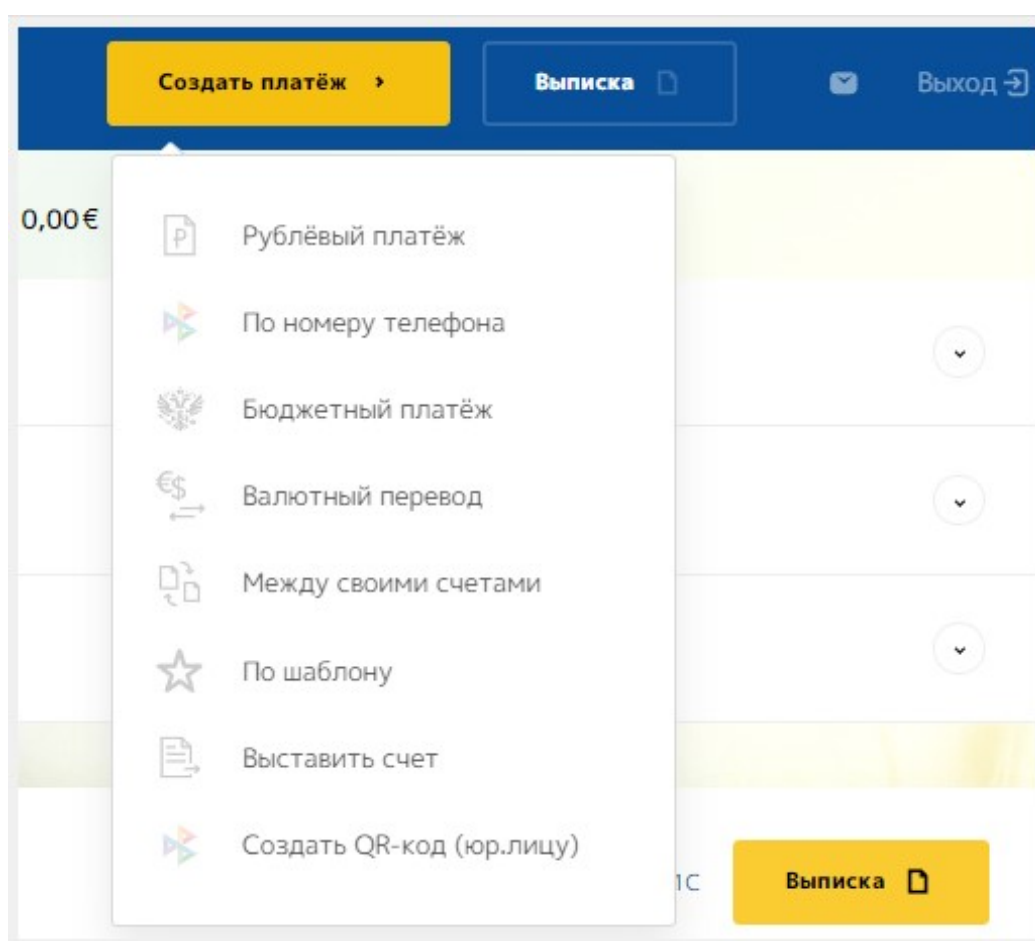 Создать платёж
Выписка
Выход
0,00 €
Рублёвый платёж
По номеру телефона
Бюджетный платёж
Валютный перевод
Между своими счетами
По шаблону
Выставить счет
Создать QR-код (юр.лицу)
1С
Выписка